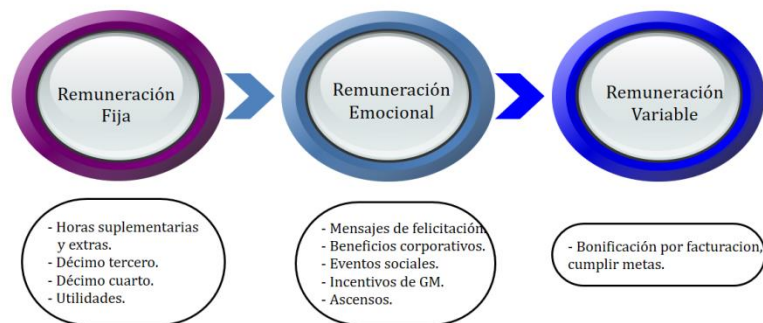 Remuneración
Fija
Remuneración
Emocional
Remuneración
Variable
- Horas suplementarias
y extras.
- Décimo tercero.
- Décimo cuarto.
- Utilidades.
- Mensajes de felicitación.
- Beneficios corporativos.
- Eventos sociales.
- Incentivos de GM.
- Ascensos.
- Bonificación por facturacion,
cumplir metas.